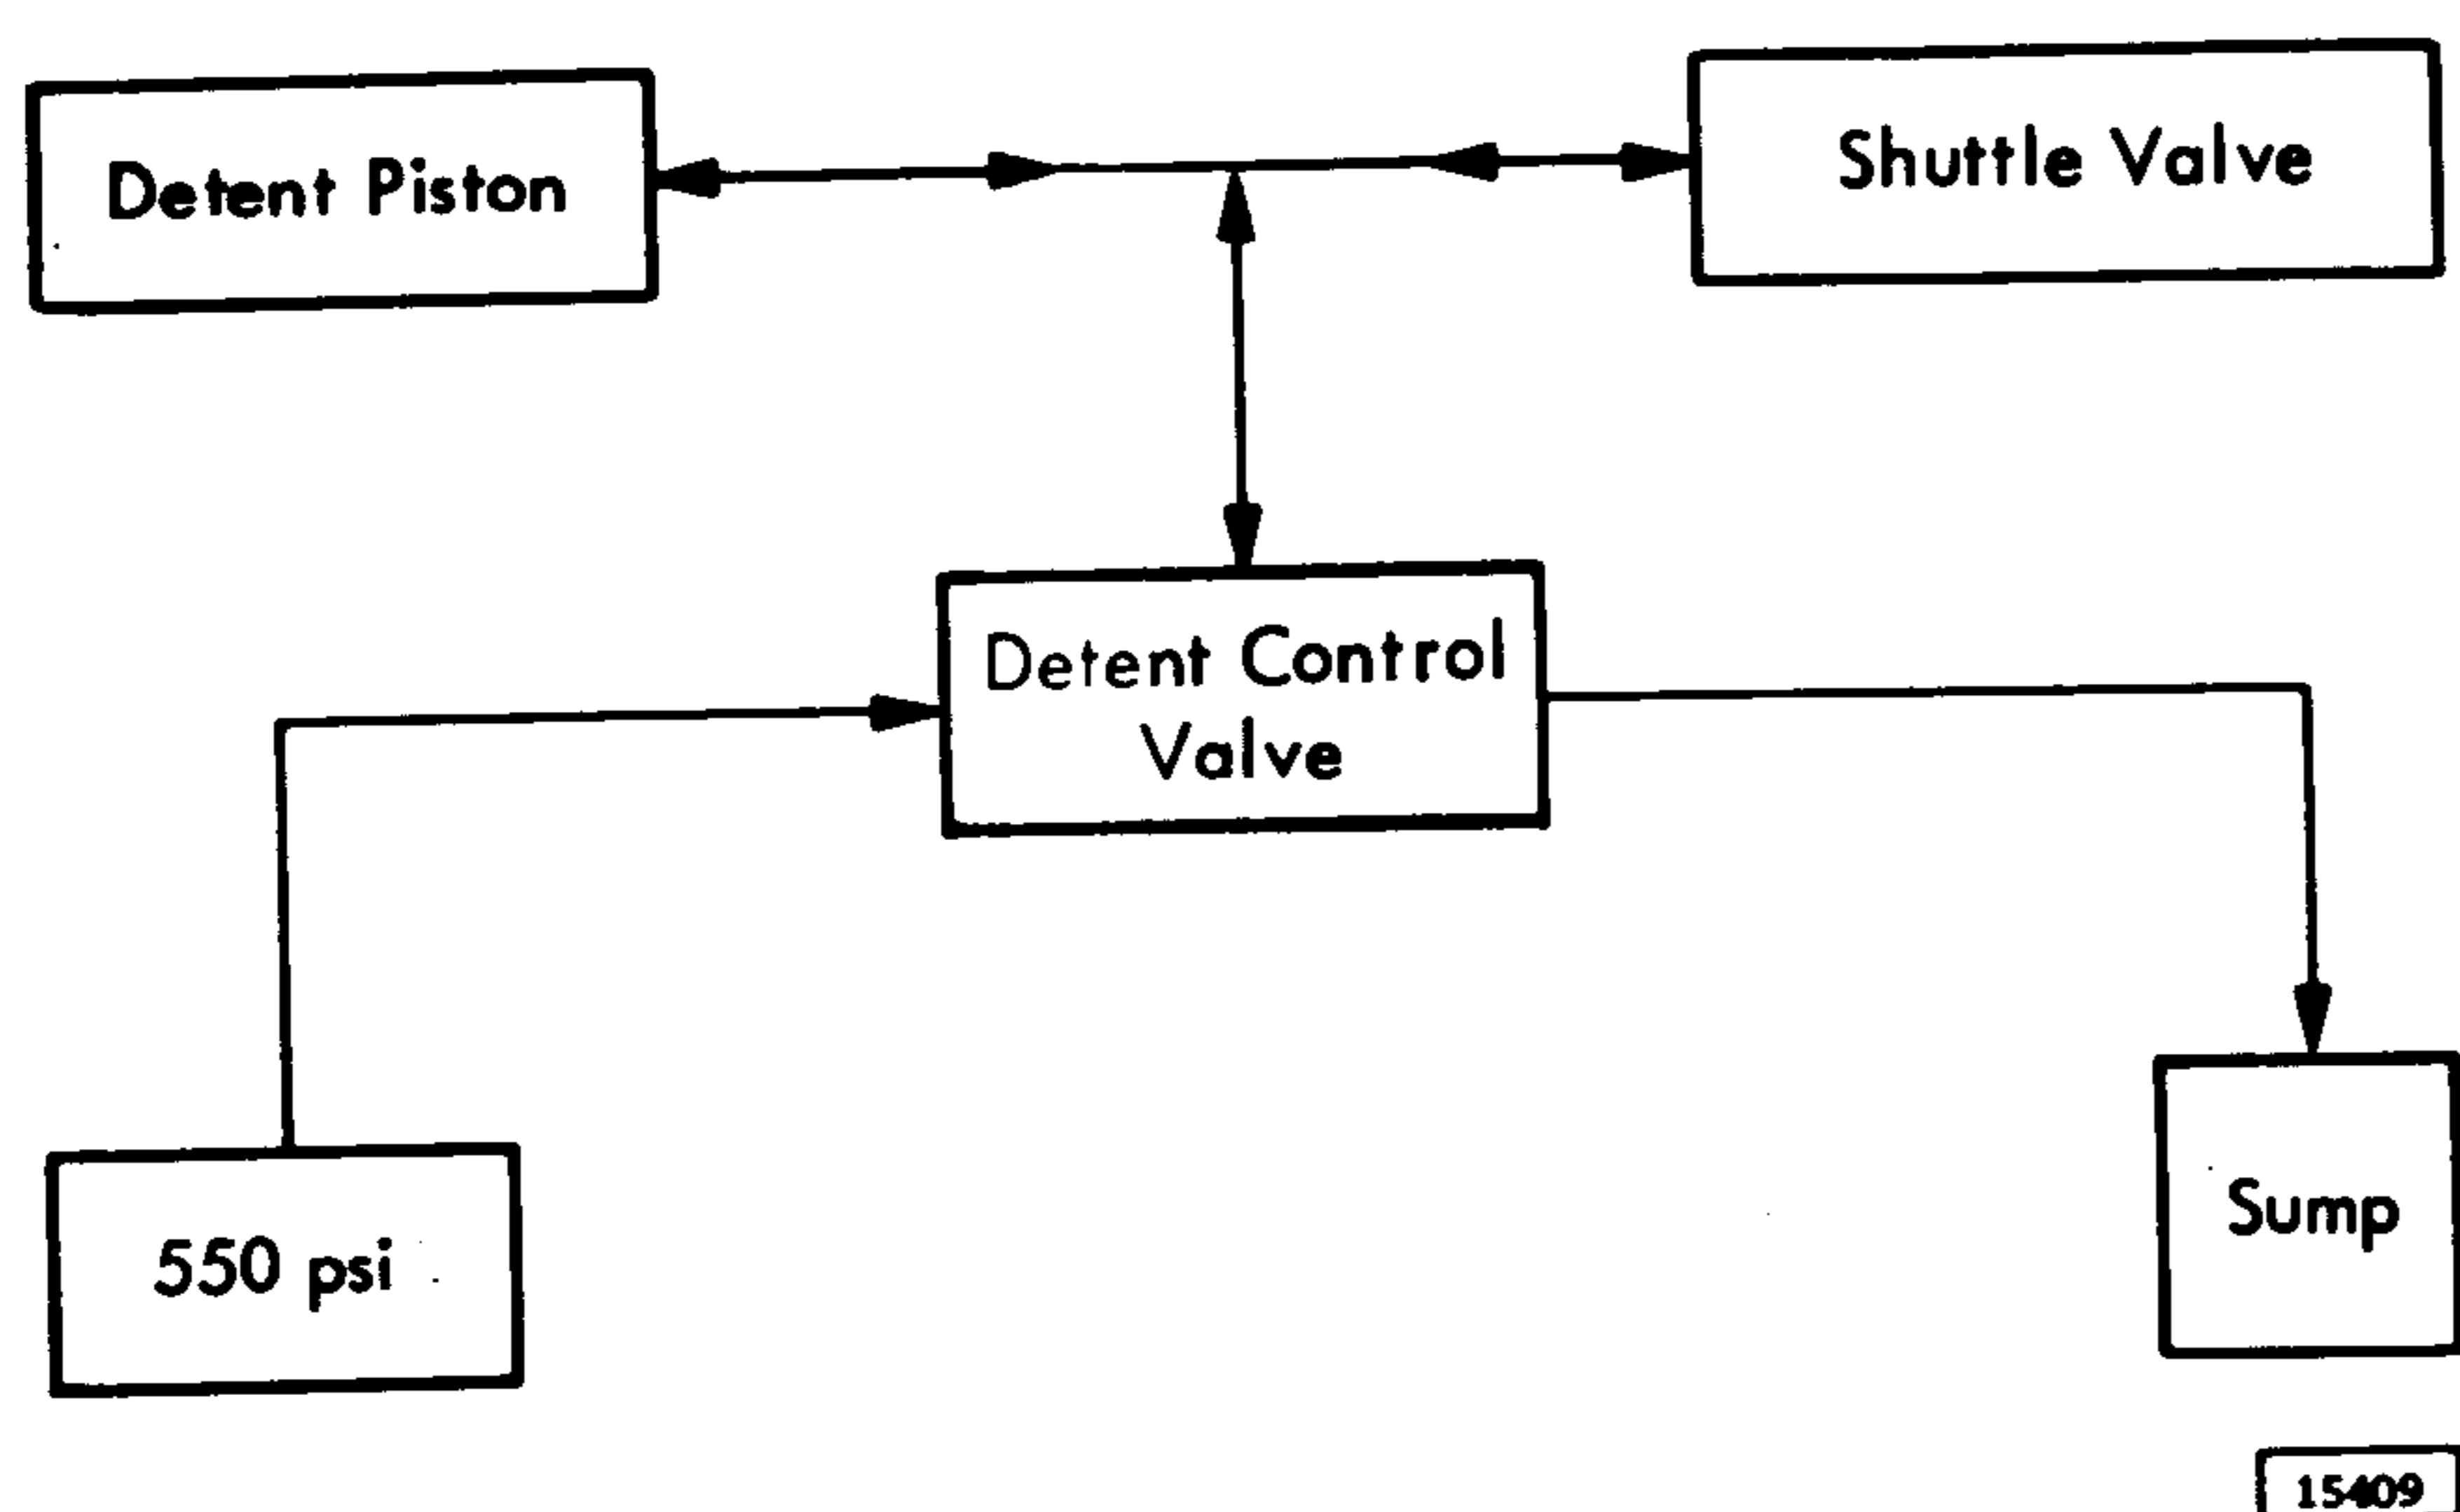 Detent Piston
Shuttle Valve
Detent Control
Valve
550 psi
Sump
15409